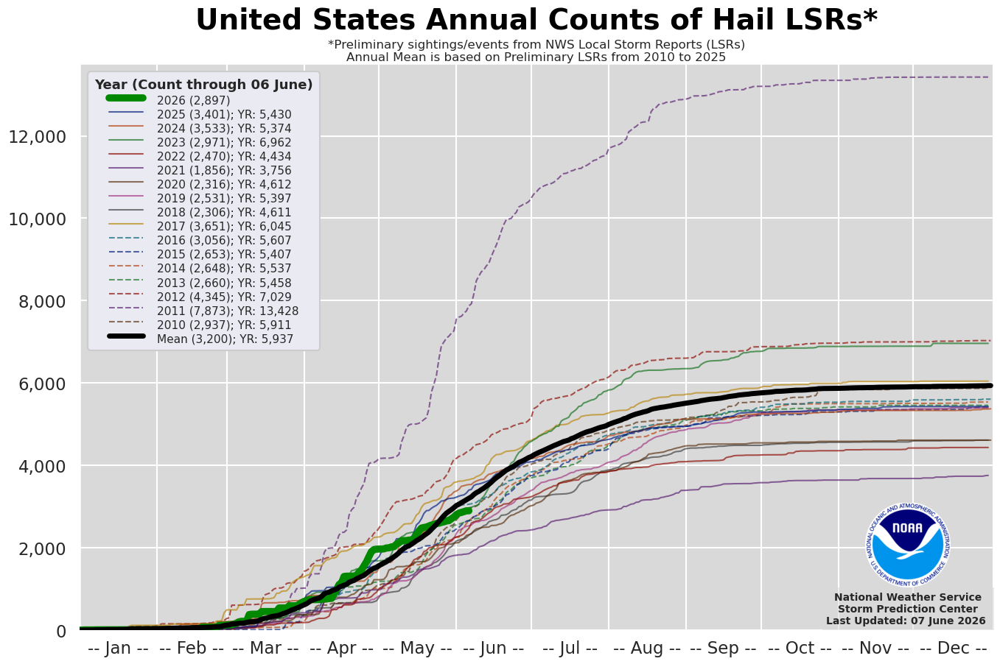 United States Annual Counts of Hail LSRs*
*Preliminary sightings/events from NWS Local Storm Reports (LSRs)
Annual Mean is based on Preliminary LSRs from 2010 to 2025
Year (Count through 06 June)
2026 (2,897)
2025 (3,401); YR: 5,430
2024 (3,533); YR: 5,374
2023 (2,971); YR: 6,962
2022 (2,470); YR: 4,434
2021 (1,856); YR: 3,756
2020 (2,316); YR: 4,612
2019 (2,531); YR: 5,397
2018 (2,306); YR: 4,611
2017 (3,651); YR: 6,045
2016 (3,056); YR: 5,607
2015 (2,653); YR: 5,407
2014 (2,648); YR: 5,537
2013 (2,660); YR: 5,458
2012 (4,345); YR: 7,029
2011 (7,873); YR: 13,428
2010 (2,937); YR: 5,911
Mean (3,200); YR: 5,937
12,000
10,000
8,000
6,000
4,000
2,000
0
NATIONAL OCEANIC AND ATMOSPHERIC ADMINISTRATION
NOAA
U.S. DEPARTMENT OF COMMERCE
National Weather Service
Storm Prediction Center
Last Updated: 07 June 2026
-- Jan -- -- Feb -- -- Mar -- -- Apr -- -- May -- -- Jun -- -- Jul -- -- Aug -- -- Sep -- -- Oct -- -- Nov -- -- Dec --